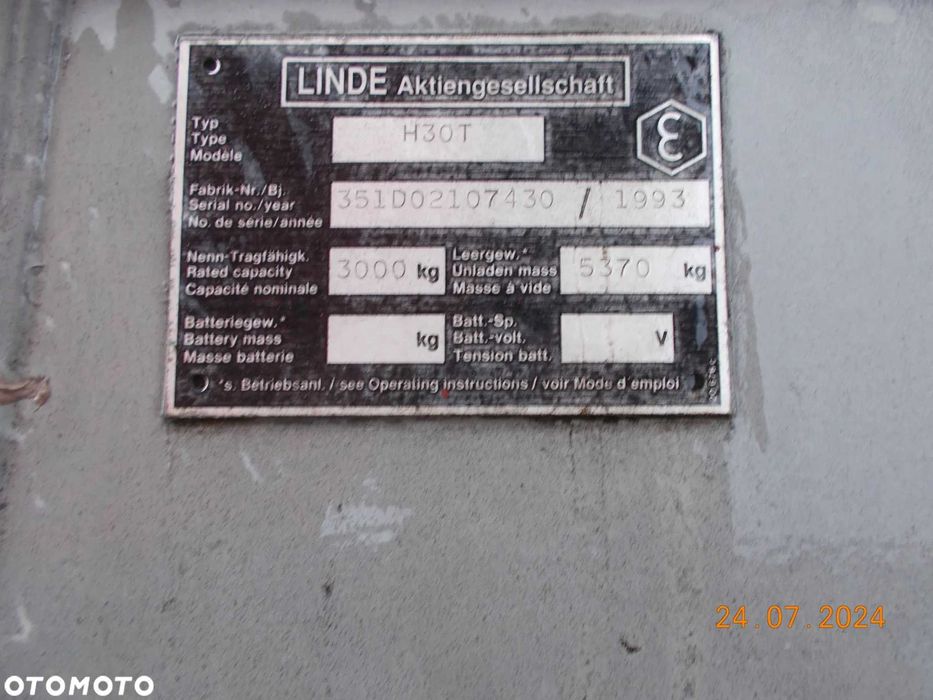 LINDE Aktiengesellschaft
Typ
Type
Modèle
H30T
ε
Fabrik-Nr./Bj.
Serial no./year
No. de série/année
351D02107430 / 1993
Nenn-Tragfähigk.
Rated capacity
Capacité nominale
3000 kg
Leergew.*
Unladen mass
Masse à vide
5370 kg
Batteriegew.*
Battery mass
Masse batterie
kg
Batt.-Sp.
Batt.-volt.
Tension batt.
V
*s. Betriebsanl. / see Operating instructions / voir Mode d'emploi
24.07.2024
OTOMOTO